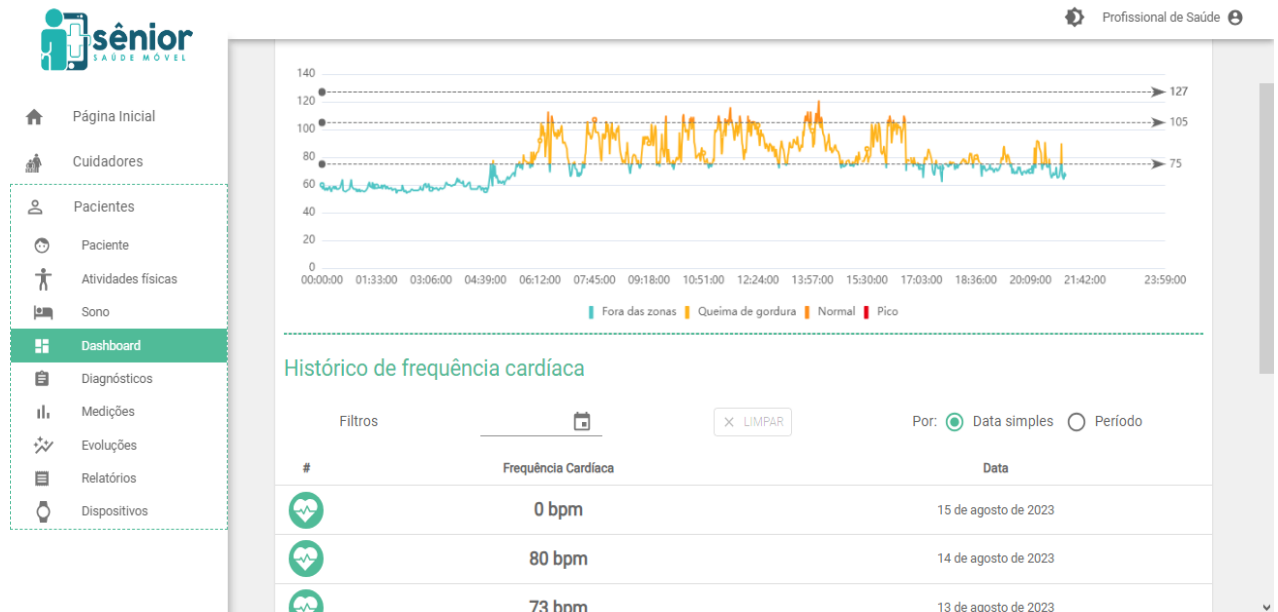 sênior
SAÚDE MÓVEL
Profissional de Saúde
Página Inicial
Cuidadores
Pacientes
Paciente
Atividades físicas
Sono
Dashboard
Diagnósticos
Medições
Evoluções
Relatórios
Dispositivos
140
120
100
80
60
40
20
0
127
105
75
00:00:00 01:33:00 03:06:00 04:39:00 06:12:00 07:45:00 09:18:00 10:51:00 12:24:00 13:57:00 15:30:00 17:03:00 18:36:00 20:09:00 21:42:00 23:59:00
Fora das zonas Queima de gordura Normal Pico
Histórico de frequência cardíaca
Filtros LIMPAR Por: Data simples Período
# Frequência Cardíaca Data
0 bpm 15 de agosto de 2023
80 bpm 14 de agosto de 2023
73 bpm 13 de agosto de 2023